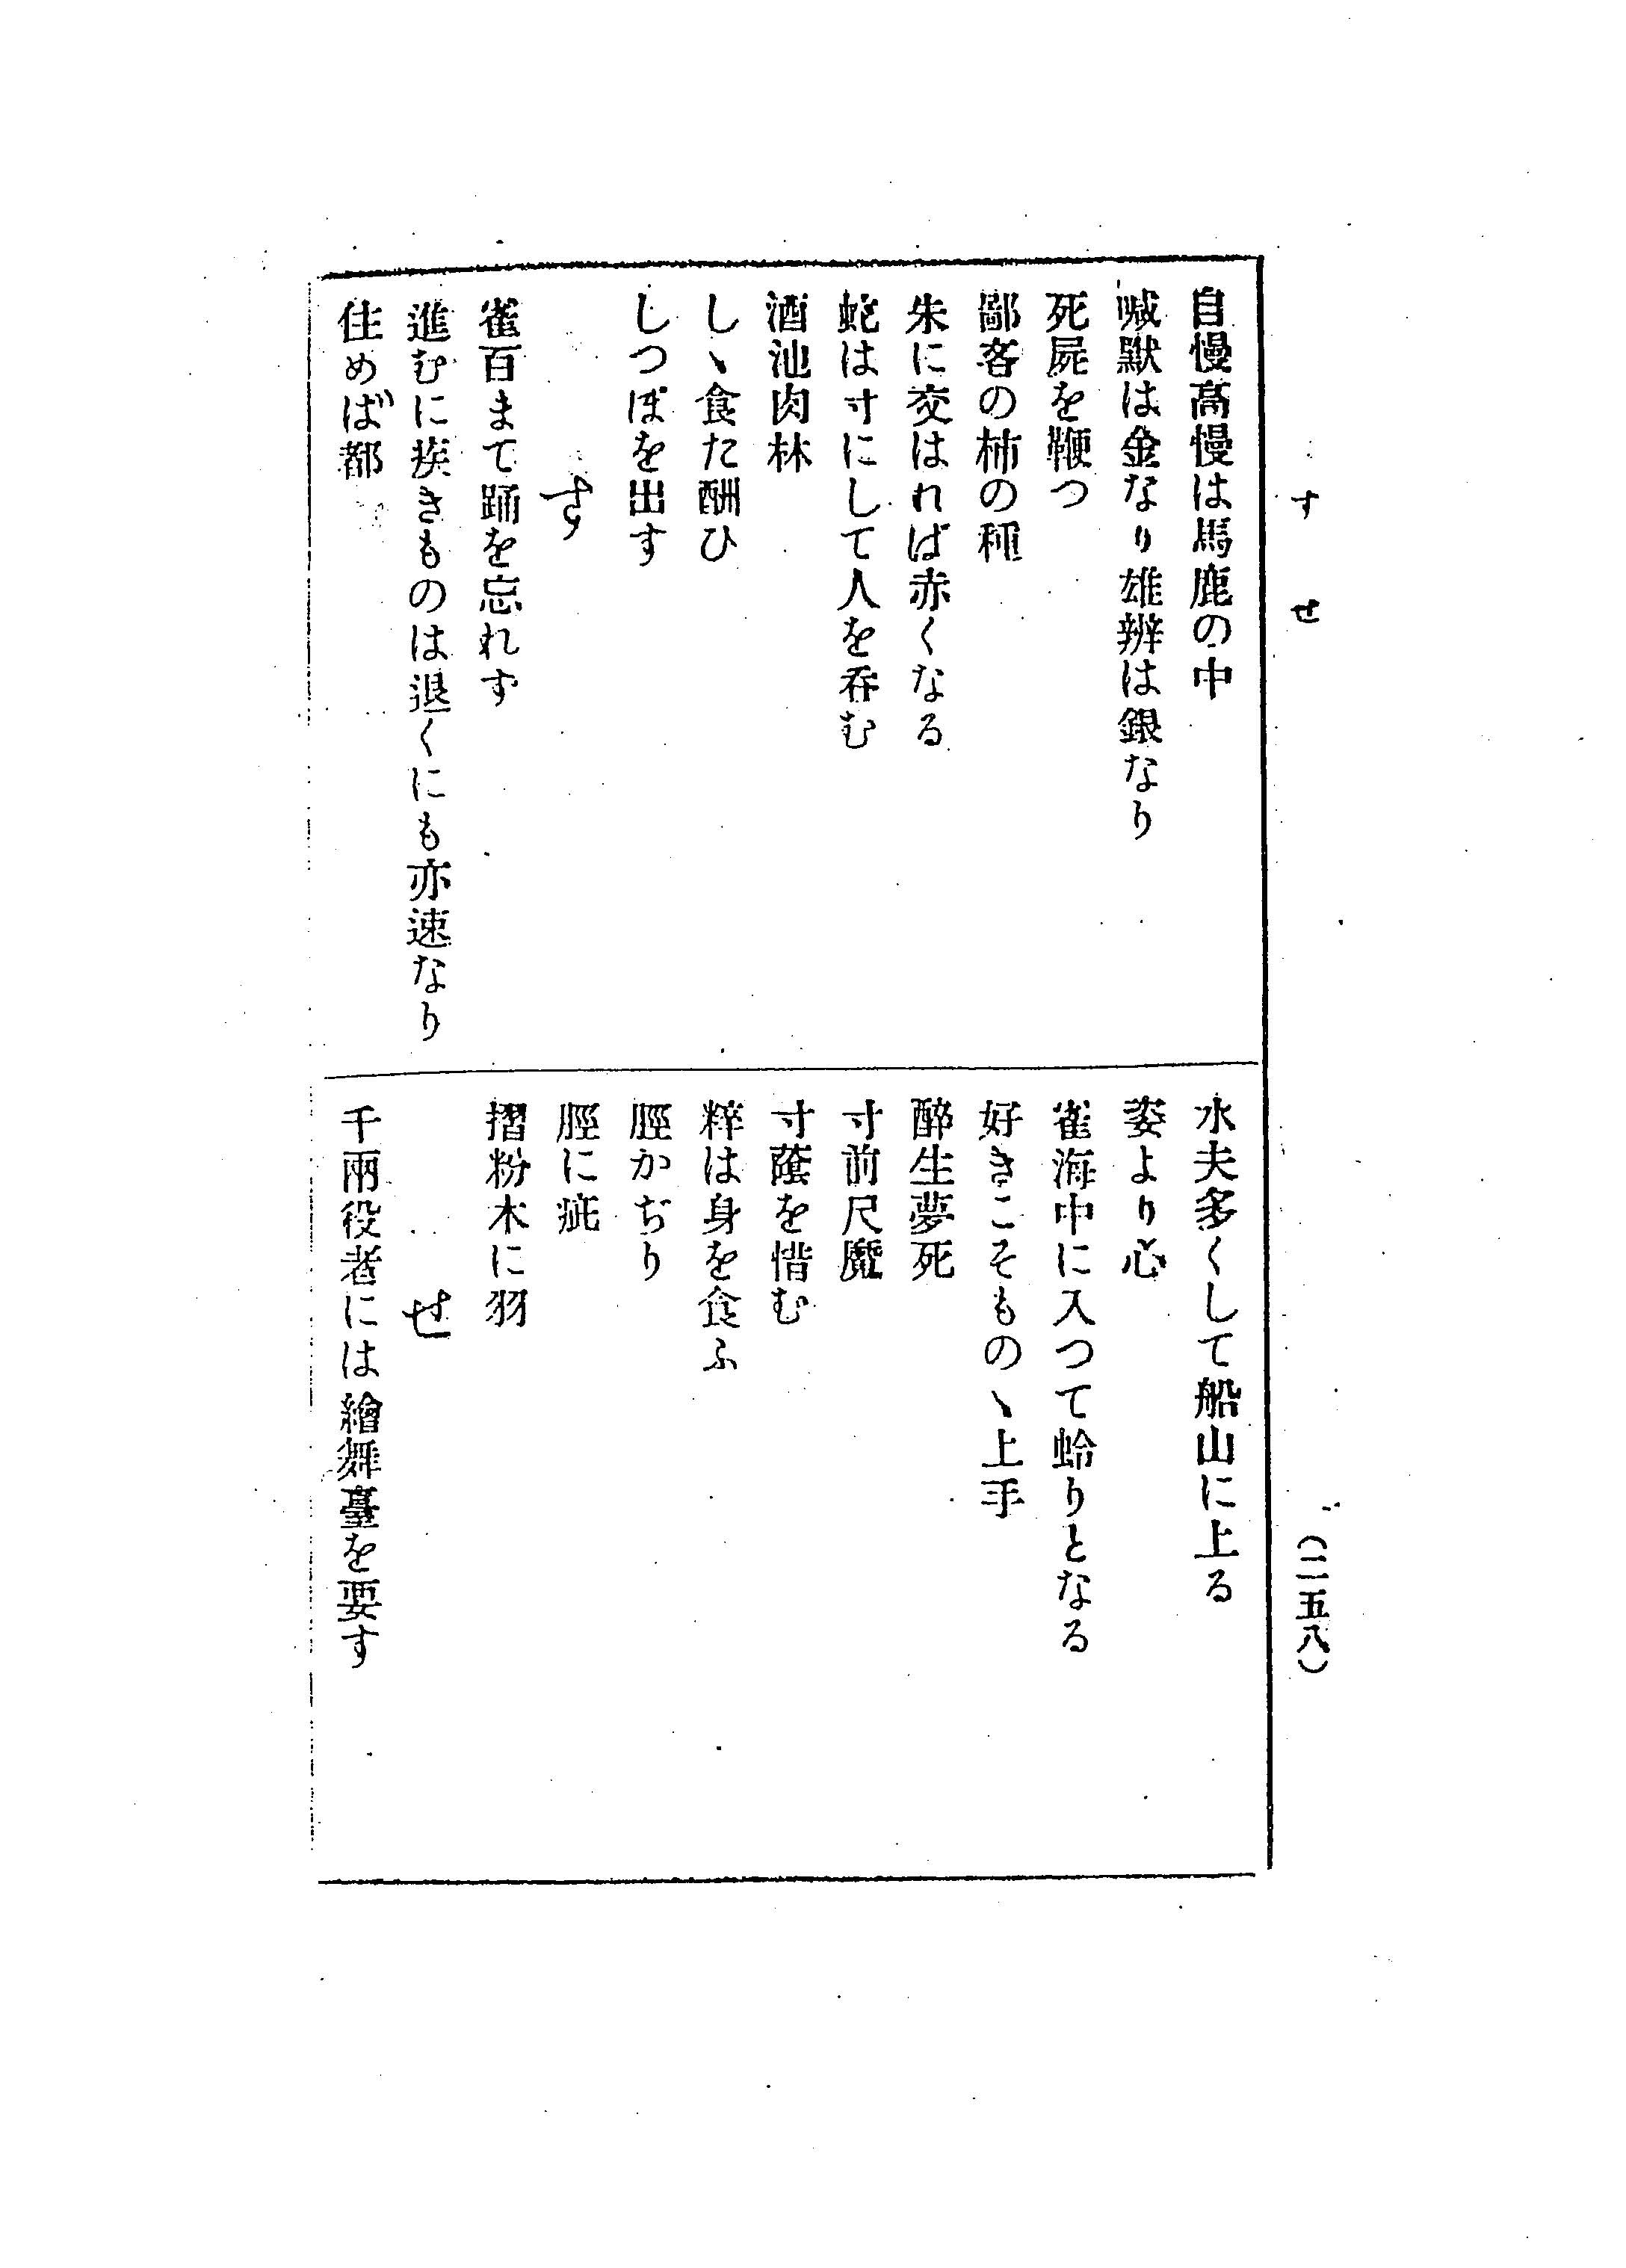 すせ
(二五八)
自慢高慢は馬鹿の中
緘默は金なり雄辨は銀なり
死屍を鞭つ
鄙吝の柿の種
朱に交はれば赤くなる
蛇は寸にして人を呑む
酒池肉林
しゝ食た酬ひ
しつぽを出す
す
雀百まて踊を忘れず
進むに疾きものは退くにも亦速なり
住めば都
水夫多くして船山に上る
姿より心
雀海中に入つて蛤りとなる
好きこそものゝ上手
醉生夢死
寸前尺魔
寸蔭を惜む
粹は身を食ふ
脛かぢり
脛に疵
摺粉木に羽
せ
千兩役者には繪舞臺を要す